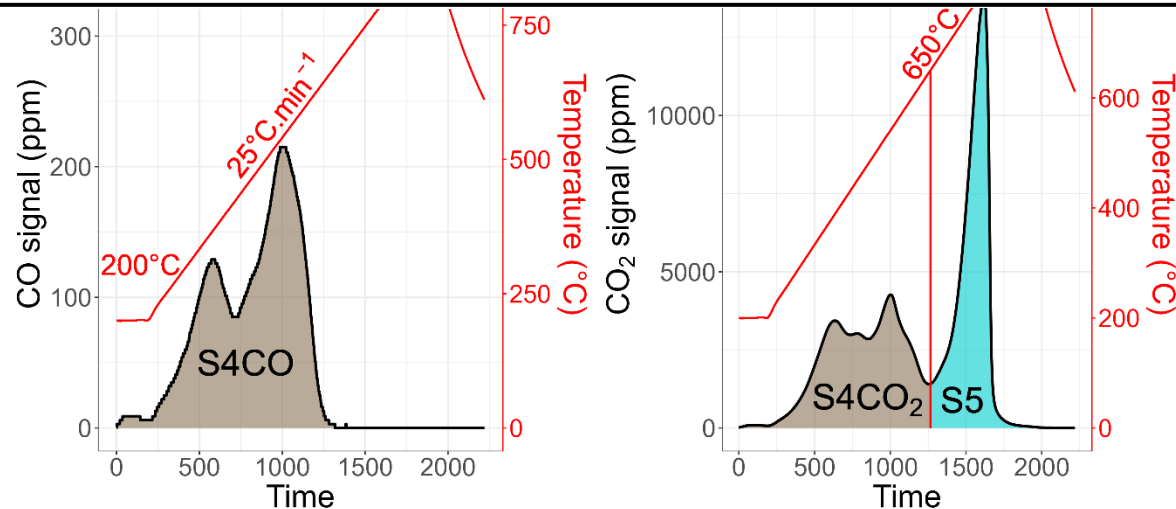 CO signal (ppm)
300
200
100
0
0
500
1000
1500
2000
Time
200°C
25°C.min⁻¹
S4CO
750
500
250
0
Temperature (°C)
CO₂ signal (ppm)
10000
5000
0
0
500
1000
1500
2000
Time
650°C
S4CO₂
S5
600
400
200
0
Temperature (°C)